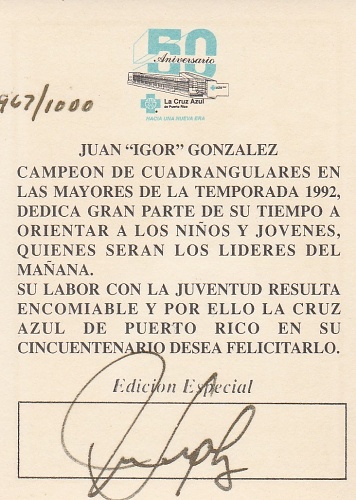 50
Aniversario
La Cruz Azul
de Puerto Rico
HACIA UNA NUEVA ERA
967/1000
JUAN "IGOR" GONZALEZ
CAMPEON DE CUADRANGULARES EN
LAS MAYORES DE LA TEMPORADA 1992,
DEDICA GRAN PARTE DE SU TIEMPO A
ORIENTAR A LOS NIÑOS Y JOVENES,
QUIENES SERAN LOS LIDERES DEL
MAÑANA.
SU LABOR CON LA JUVENTUD RESULTA
ENCOMIABLE Y POR ELLO LA CRUZ
AZUL DE PUERTO RICO EN SU
CINCUENTENARIO DESEA FELICITARLO.
Edicion Especial